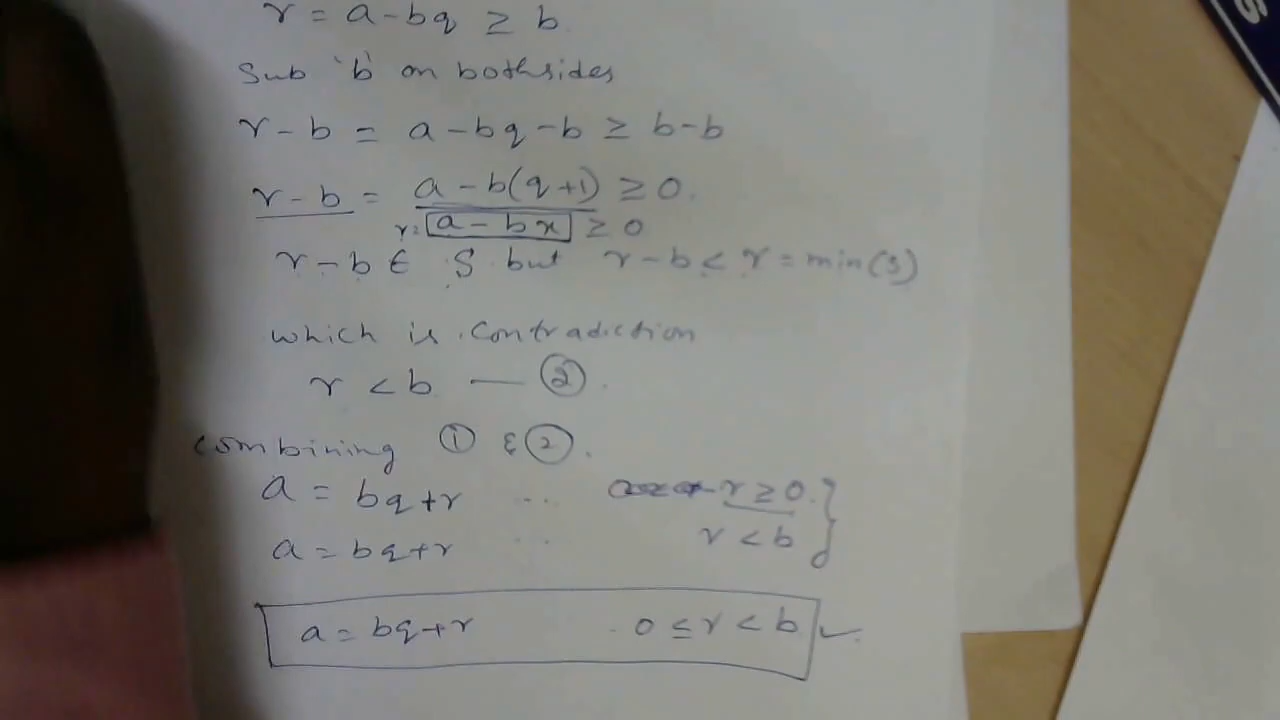 r = a - bq ≥ b
Sub 'b' on bothsides
r - b = a - bq - b ≥ b - b
r - b = a - b(q+1) ≥ 0.
r = a - bx ≥ 0
r - b ∈ S but r - b < r = min(s)
which is contradiction
r < b — ②.
combining ① & ②.
a = bq + r .. r ≥ 0. }
a = bq + r .. r < b
a = bq + r 0 ≤ r < b ✓